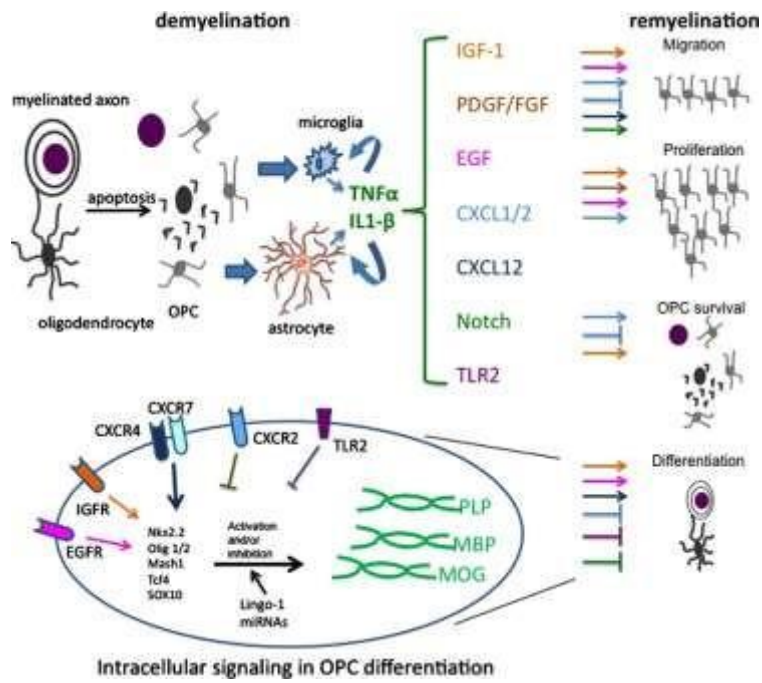 demyelination
remyelination
myelinated axon
apoptosis
oligodendrocyte
OPC
microglia
astrocyte
TNFα
IL1-β
IGF-1
PDGF/FGF
EGF
CXCL1/2
CXCL12
Notch
TLR2
Migration
Proliferation
OPC survival
Differentiation
CXCR7
CXCR4
CXCR2
TLR2
IGFR
EGFR
Nkx2.2
Olig 1/2
Mash1
Tcf4
SOX10
Activation
and/or
inhibition
Lingo-1
miRNAs
PLP
MBP
MOG
Intracellular signaling in OPC differentiation